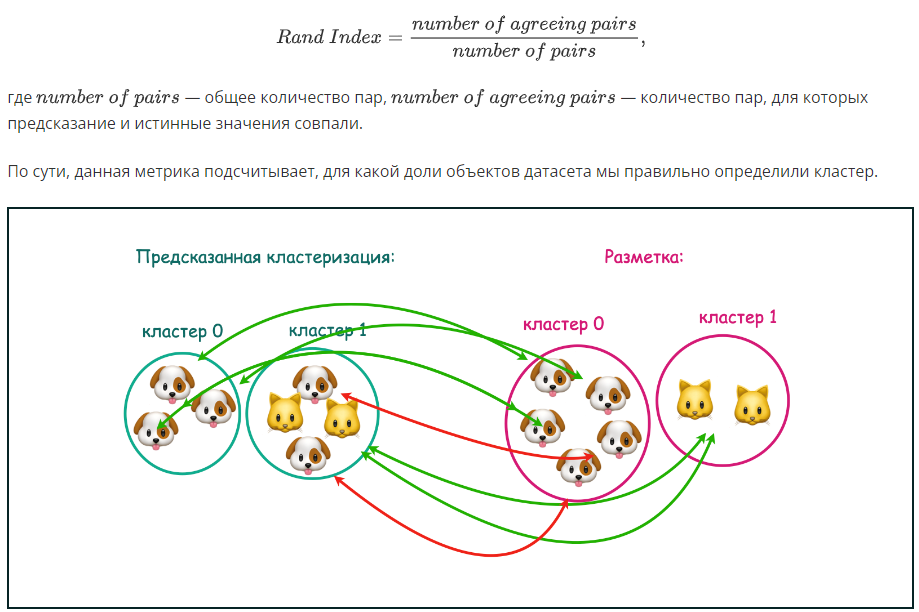 Rand Index = number of agreeing pairs / number of pairs,
где number of pairs — общее количество пар, number of agreeing pairs — количество пар, для которых
предсказание и истинные значения совпали.
По сути, данная метрика подсчитывает, для какой доли объектов датасета мы правильно определили кластер.
Предсказанная кластеризация:
Разметка:
кластер 0
кластер 1
кластер 0
кластер 1